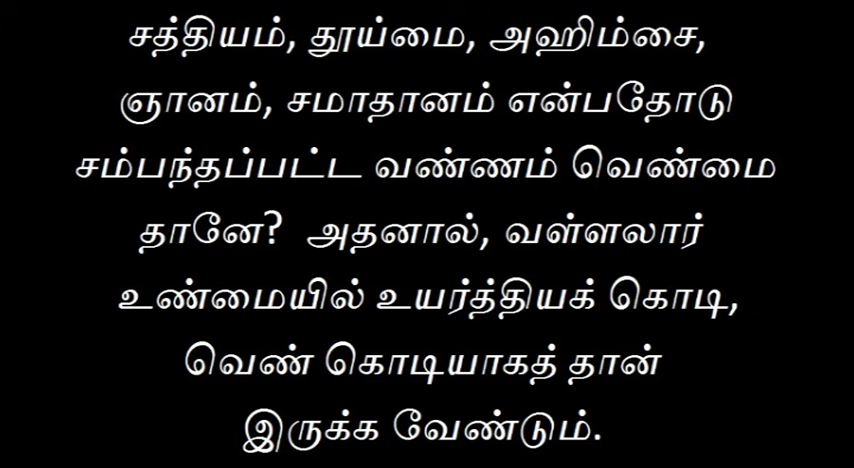 சத்தியம், தூய்மை, அஹிம்சை,
ஞானம், சமாதானம் என்பதோடு
சம்பந்தப்பட்ட வண்ணம் வெண்மை
தானே?  அதனால், வள்ளலார்
உண்மையில் உயர்த்தியக் கொடி,
வெண் கொடியாகத் தான்
இருக்க வேண்டும்.